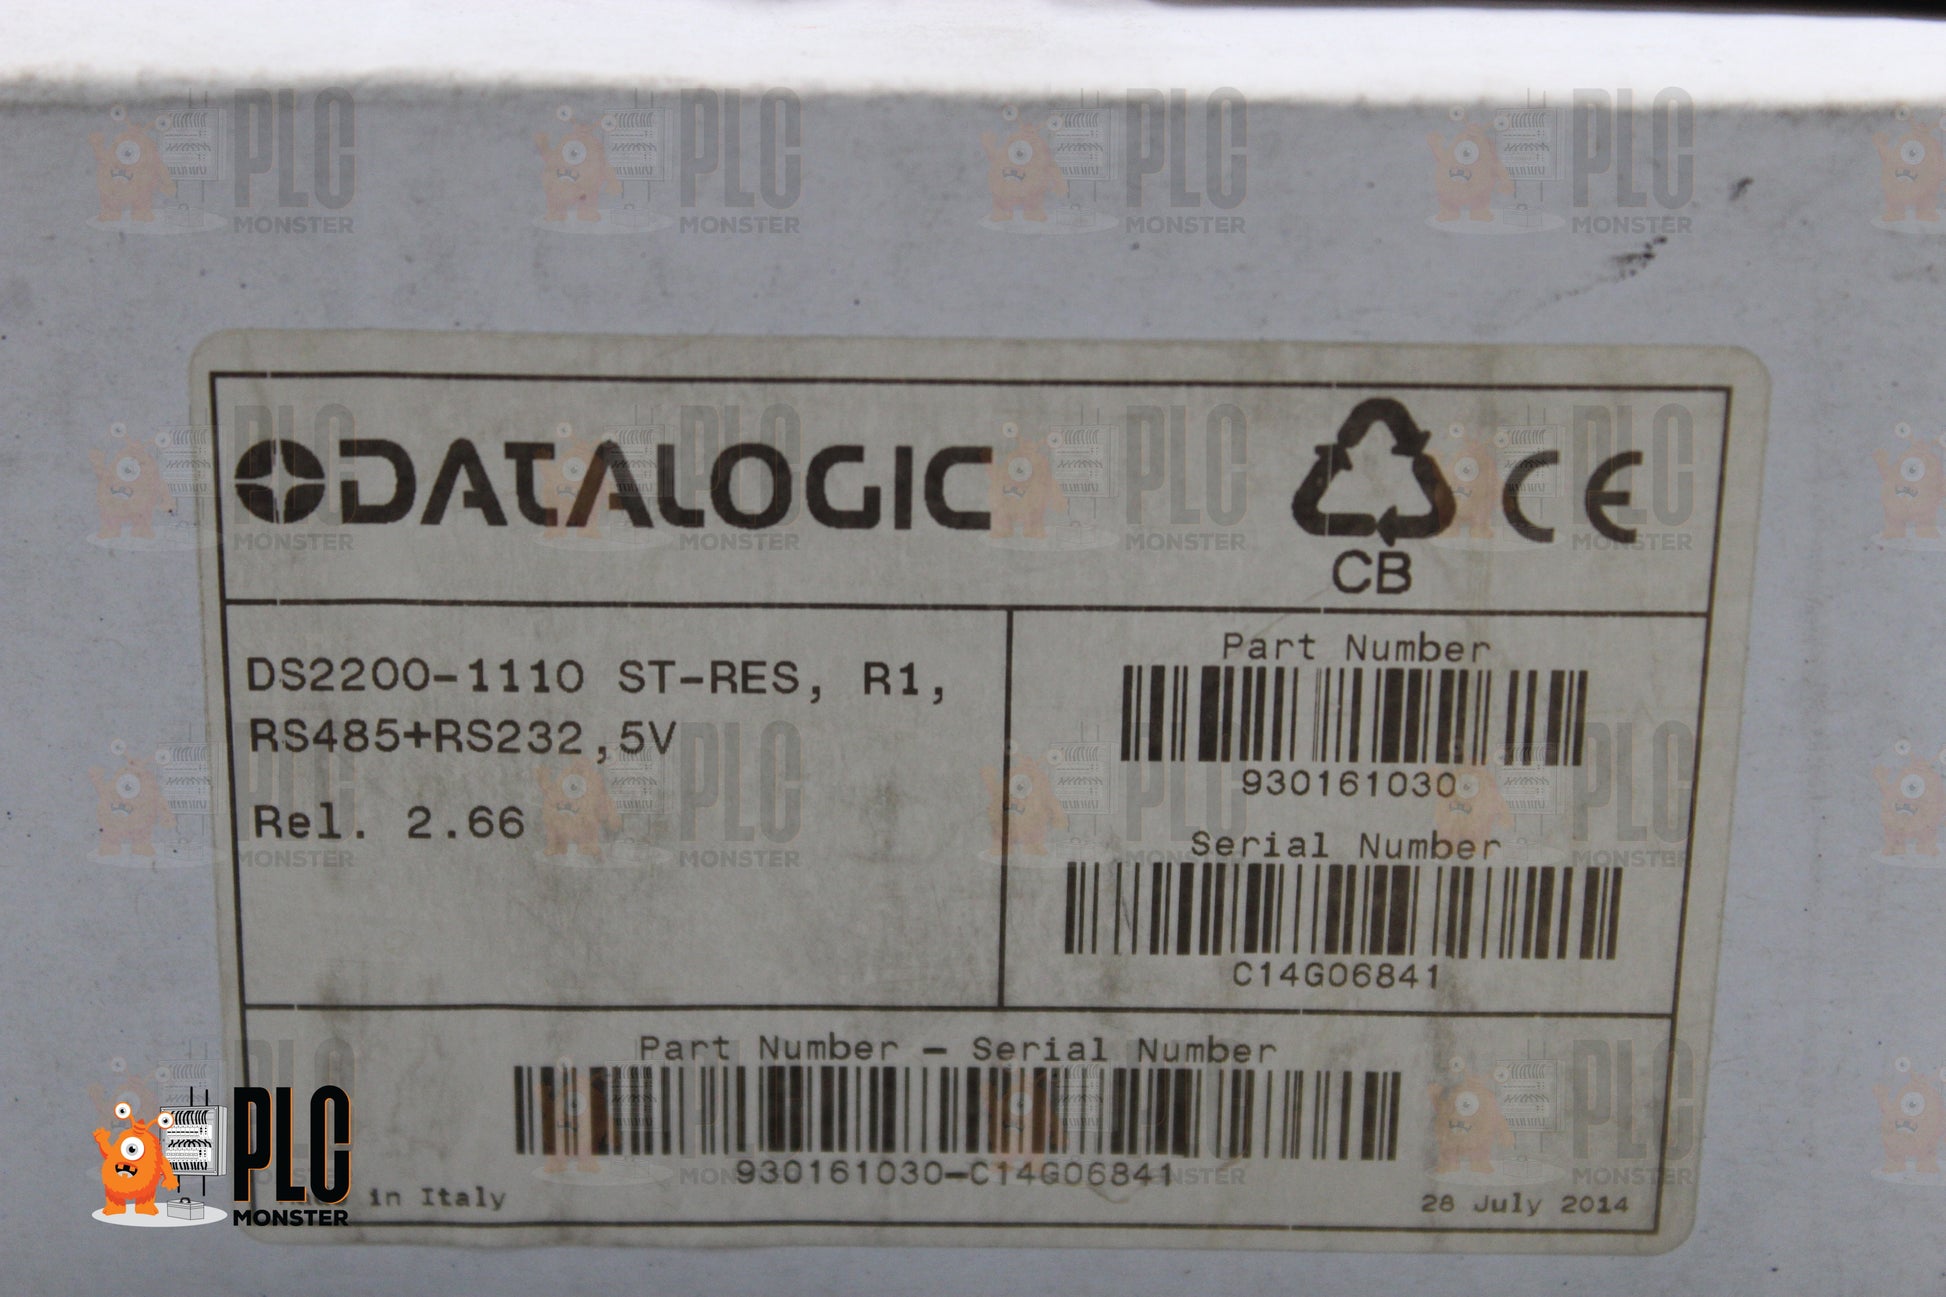 DATALOGIC
CB
CE
DS2200-1110 ST-RES, R1,
RS485+RS232,5V
Rel. 2.66
Part Number
930161030
Serial Number
C14G06841
Part Number - Serial Number
930161030-C14G06841
in Italy
28 July 2014
PLC
MONSTER